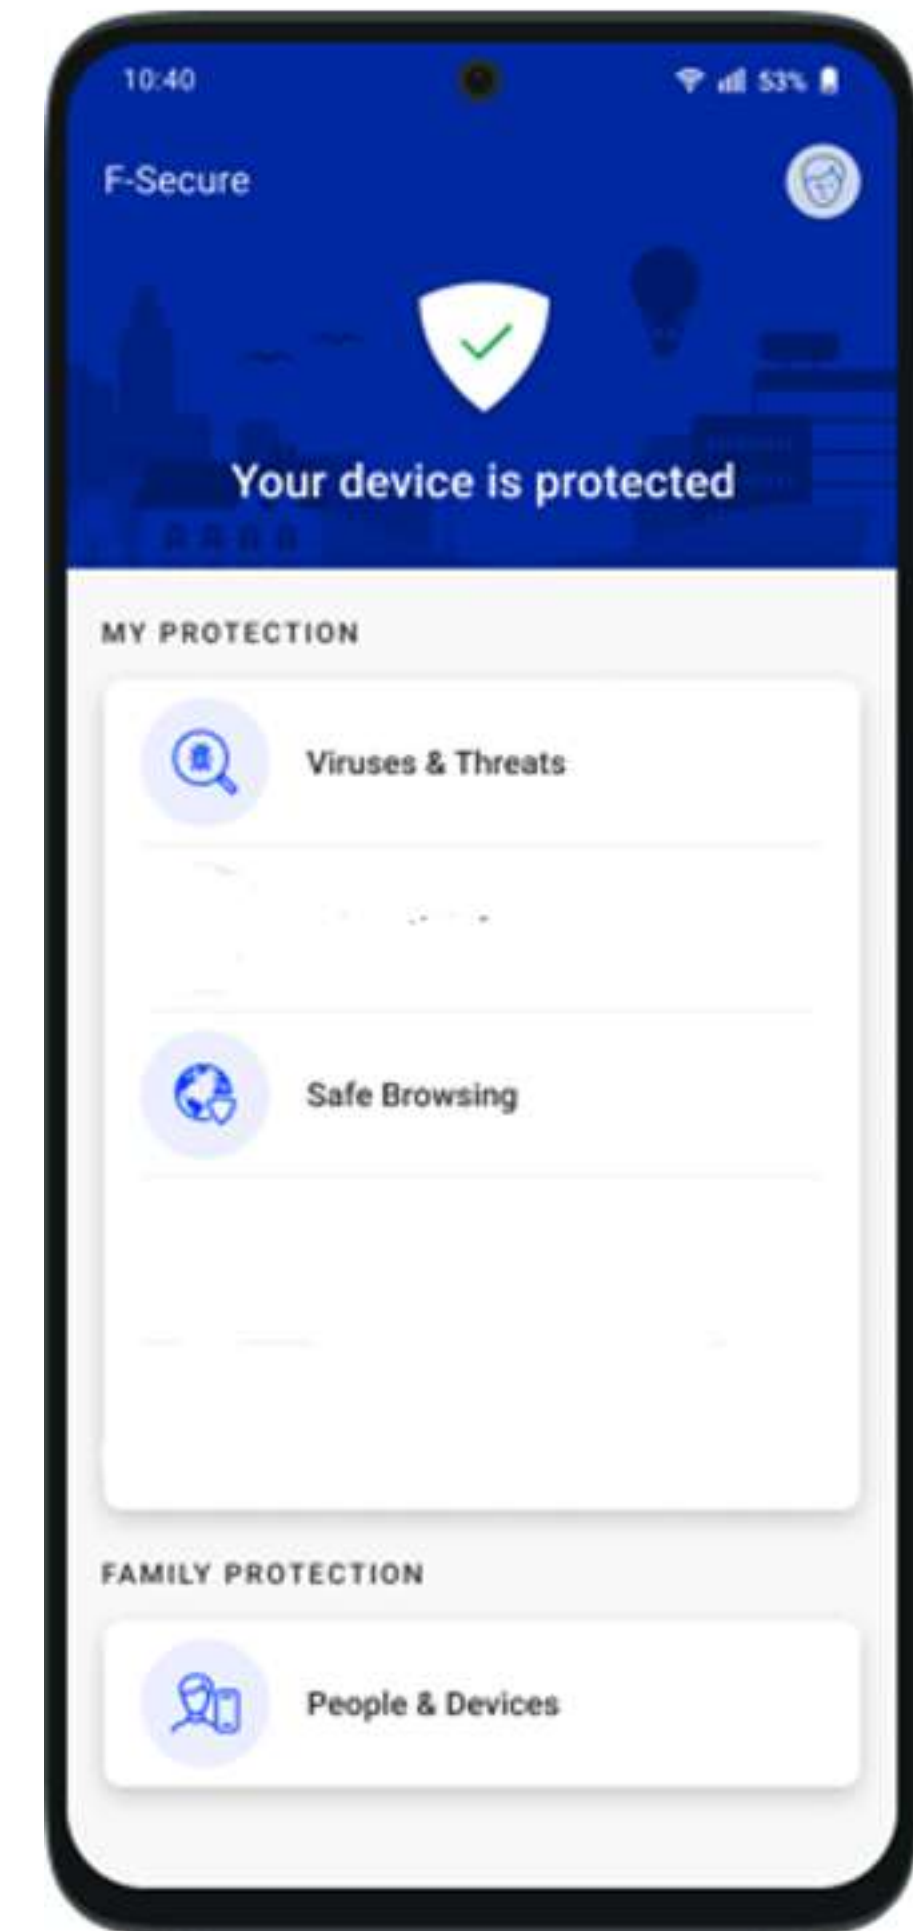 10:40
53%
F-Secure
Your device is protected
MY PROTECTION
Viruses & Threats
Safe Browsing
FAMILY PROTECTION
People & Devices